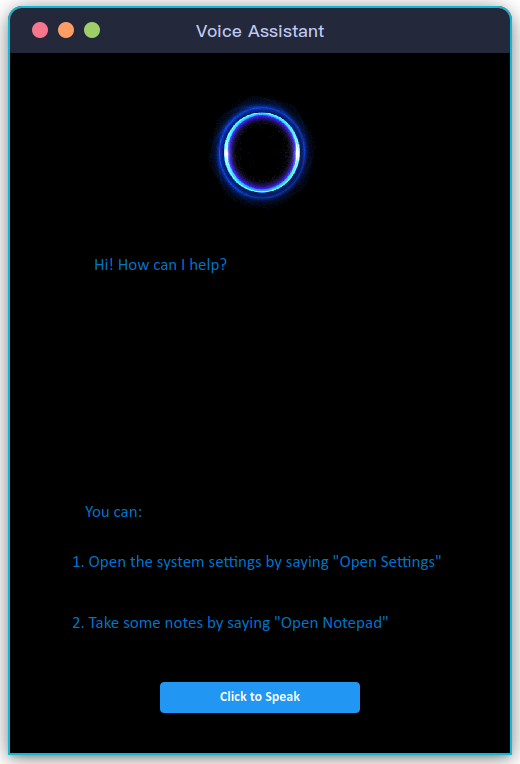 Voice Assistant
Hi! How can I help?
You can:
1. Open the system settings by saying "Open Settings"
2. Take some notes by saying "Open Notepad"
Click to Speak